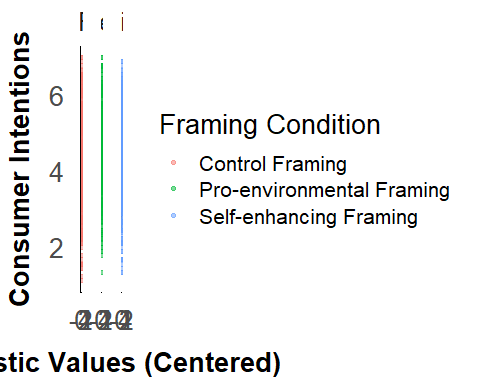 Consumer Intentions
6
4
2
Framing Condition
Control Framing
Pro-environmental Framing
Self-enhancing Framing
stic Values (Centered)